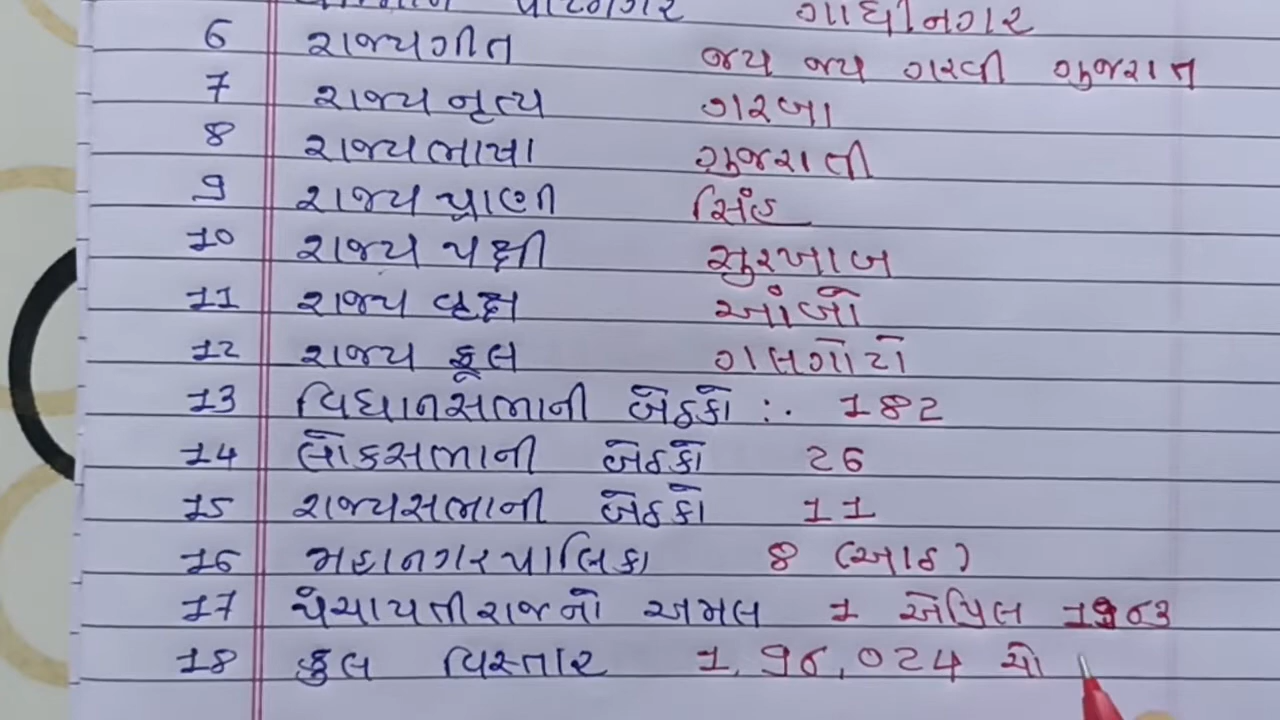 પાટનગર ગાંધીનગર
6 રાજ્યગીત જય જય ગરવી ગુજરાત
7 રાજ્ય નૃત્ય ગરબા
8 રાજ્યભાષા ગુજરાતી
9 રાજ્ય પ્રાણી સિંહ
10 રાજ્ય પક્ષી સુરખાબ
11 રાજ્ય વૃક્ષ આંબો
12 રાજ્ય ફૂલ ગલગોટો
13 વિધાનસભાની બેઠકો :. 182
14 લોકસભાની બેઠકો 26
15 રાજ્યસભાની બેઠકો 11
16 મહાનગરપાલિકા 8 (આઠ)
17 પંચાયતીરાજનો અમલ 1 એપ્રિલ 1963
18 કુલ વિસ્તાર 1,96,024 ચો